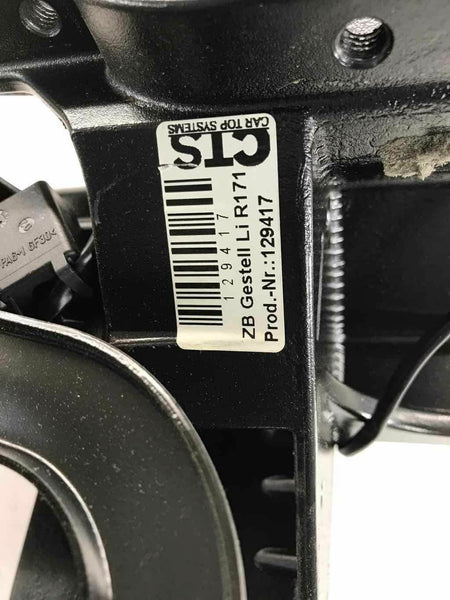 CTS
CAR TOP SYSTEMS
129417
ZB Gestell Li R171
Prod.-Nr.:129417